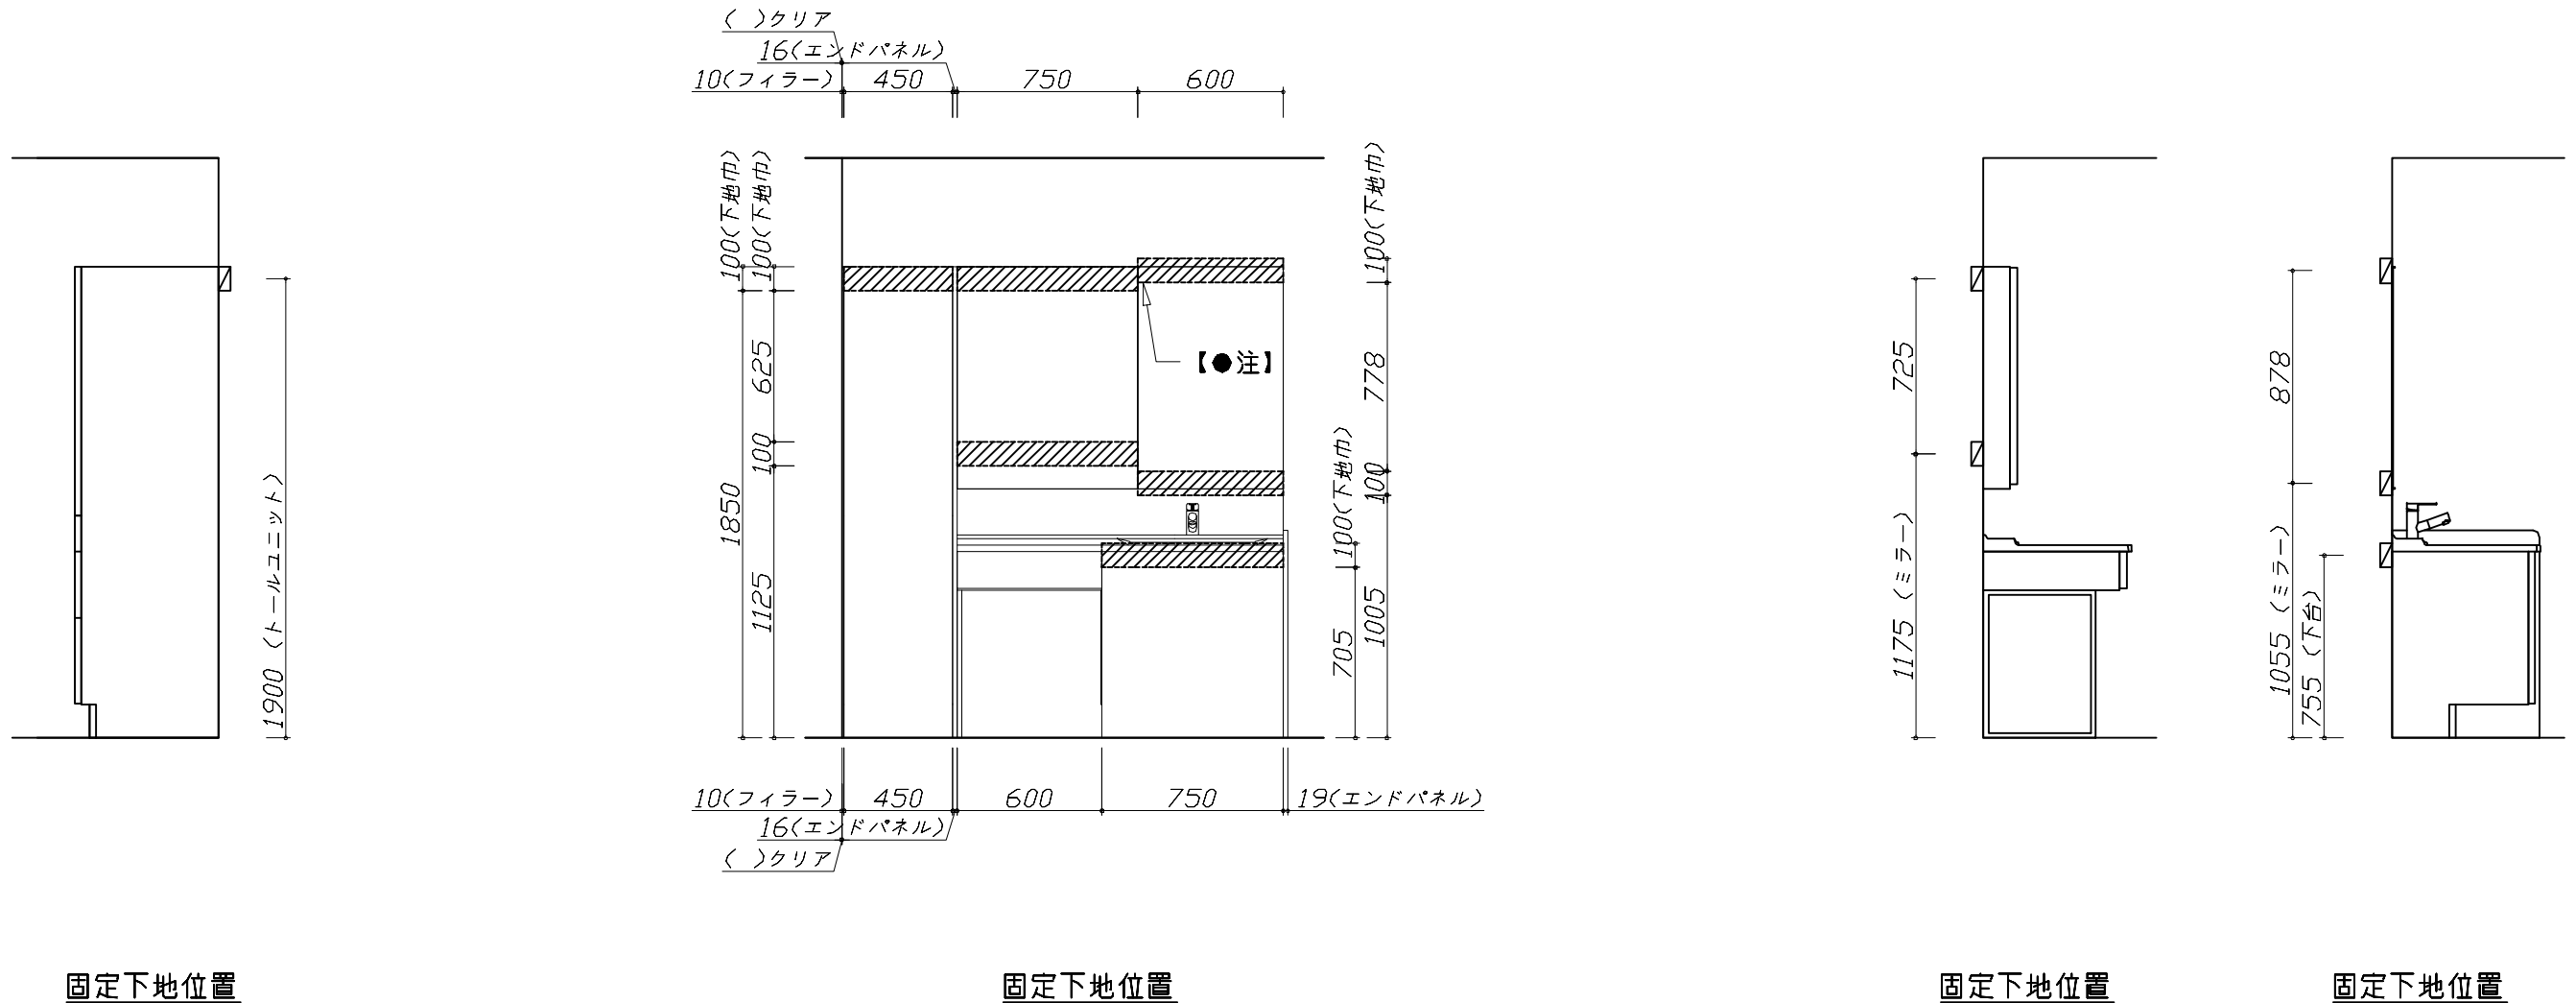 ( )クリア
16(エンドパネル)
10(フィラー)
450
750
600
100(下地巾)
100(下地巾)
625
100
1850
1125
【●注】
100(下地巾)
778
100
100(下地巾)
1005
705
10(フィラー)
450
600
750
19(エンドパネル)
16(エンドパネル)
( )クリア
1900 (トールユニット)
725
1175 (ミラー)
878
1055 (ミラー)
755 (下台)
固定下地位置
固定下地位置
固定下地位置
固定下地位置